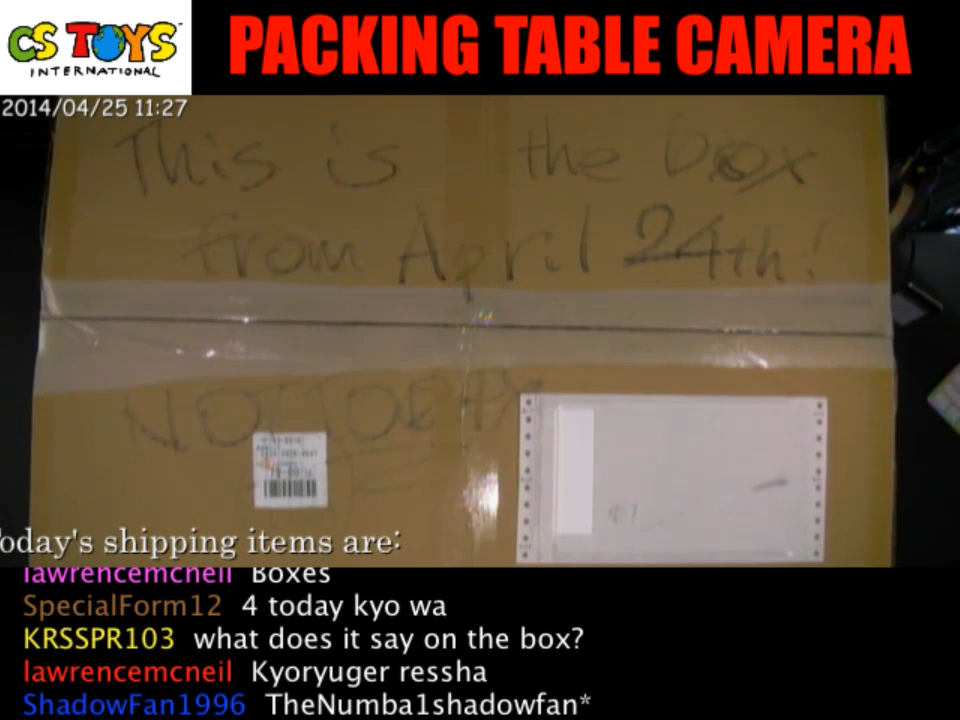 CS TOYS
INTERNATIONAL
PACKING TABLE CAMERA
2014/04/25 11:27
This is the box
from April 24th!
NOT TODAY
oday's shipping items are:
lawrencemcneil Boxes
SpecialForm12 4 today kyo wa
KRSSPR103 what does it say on the box?
lawrencemcneil Kyoryuger ressha
ShadowFan1996 TheNumba1shadowfan*